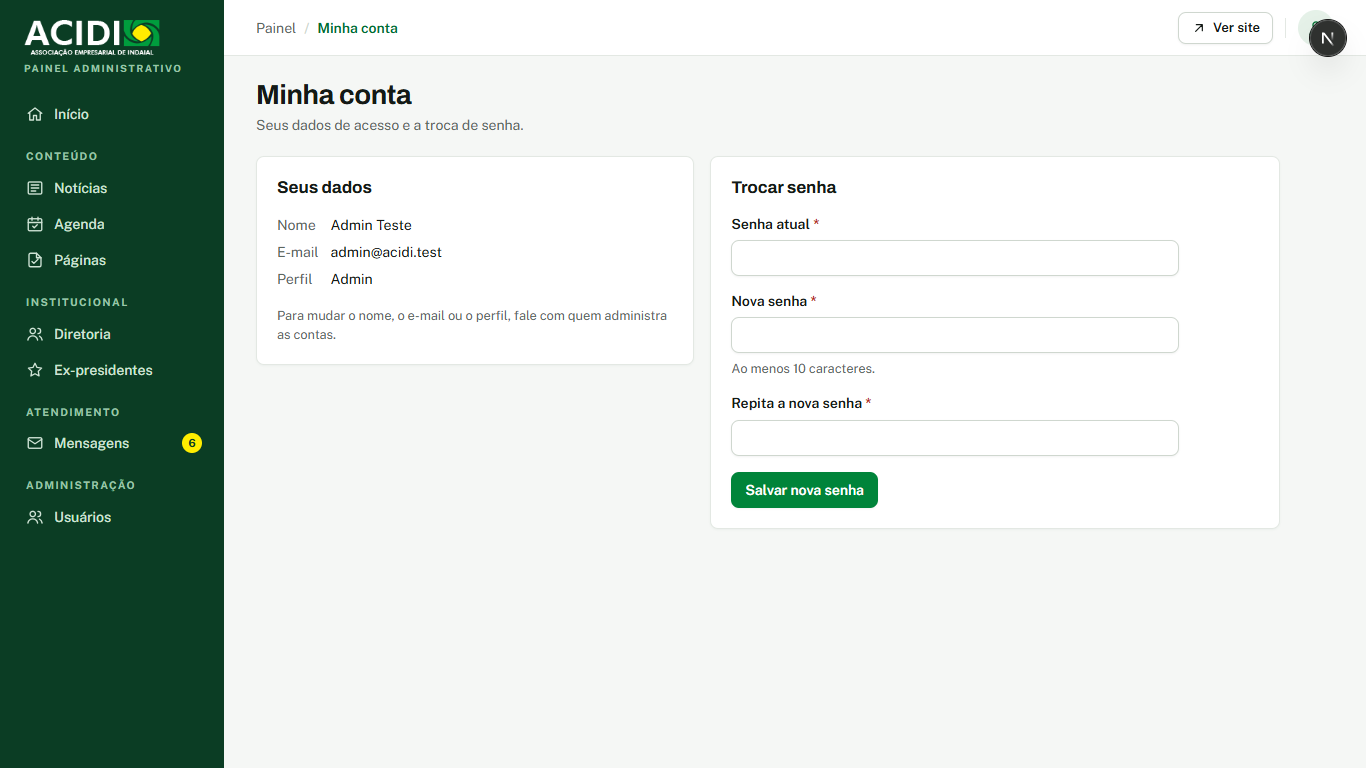 ACIDI
ASSOCIAÇÃO EMPRESARIAL DE INDAIAL
PAINEL ADMINISTRATIVO
Início
CONTEÚDO
Notícias
Agenda
Páginas
INSTITUCIONAL
Diretoria
Ex-presidentes
ATENDIMENTO
Mensagens 6
ADMINISTRAÇÃO
Usuários
Painel / Minha conta
Ver site
N
Minha conta
Seus dados de acesso e a troca de senha.
Seus dados
Nome Admin Teste
E-mail admin@acidi.test
Perfil Admin
Para mudar o nome, o e-mail ou o perfil, fale com quem administra
as contas.
Trocar senha
Senha atual *
Nova senha *
Ao menos 10 caracteres.
Repita a nova senha *
Salvar nova senha